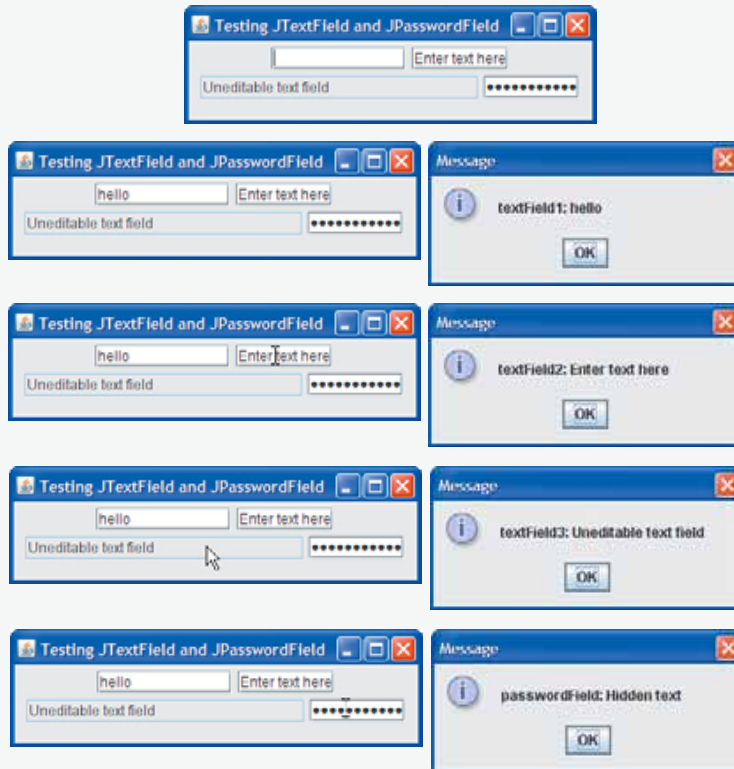 Testing JTextField and JPasswordField
Enter text here
Uneditable text field •••••••••••
Testing JTextField and JPasswordField
hello Enter text here
Uneditable text field •••••••••••
Message
textField1: hello
OK
Testing JTextField and JPasswordField
hello Enter text here
Uneditable text field •••••••••••
Message
textField2: Enter text here
OK
Testing JTextField and JPasswordField
hello Enter text here
Uneditable text field •••••••••••
Message
textField3: Uneditable text field
OK
Testing JTextField and JPasswordField
hello Enter text here
Uneditable text field •••••••••••
Message
passwordField: Hidden text
OK